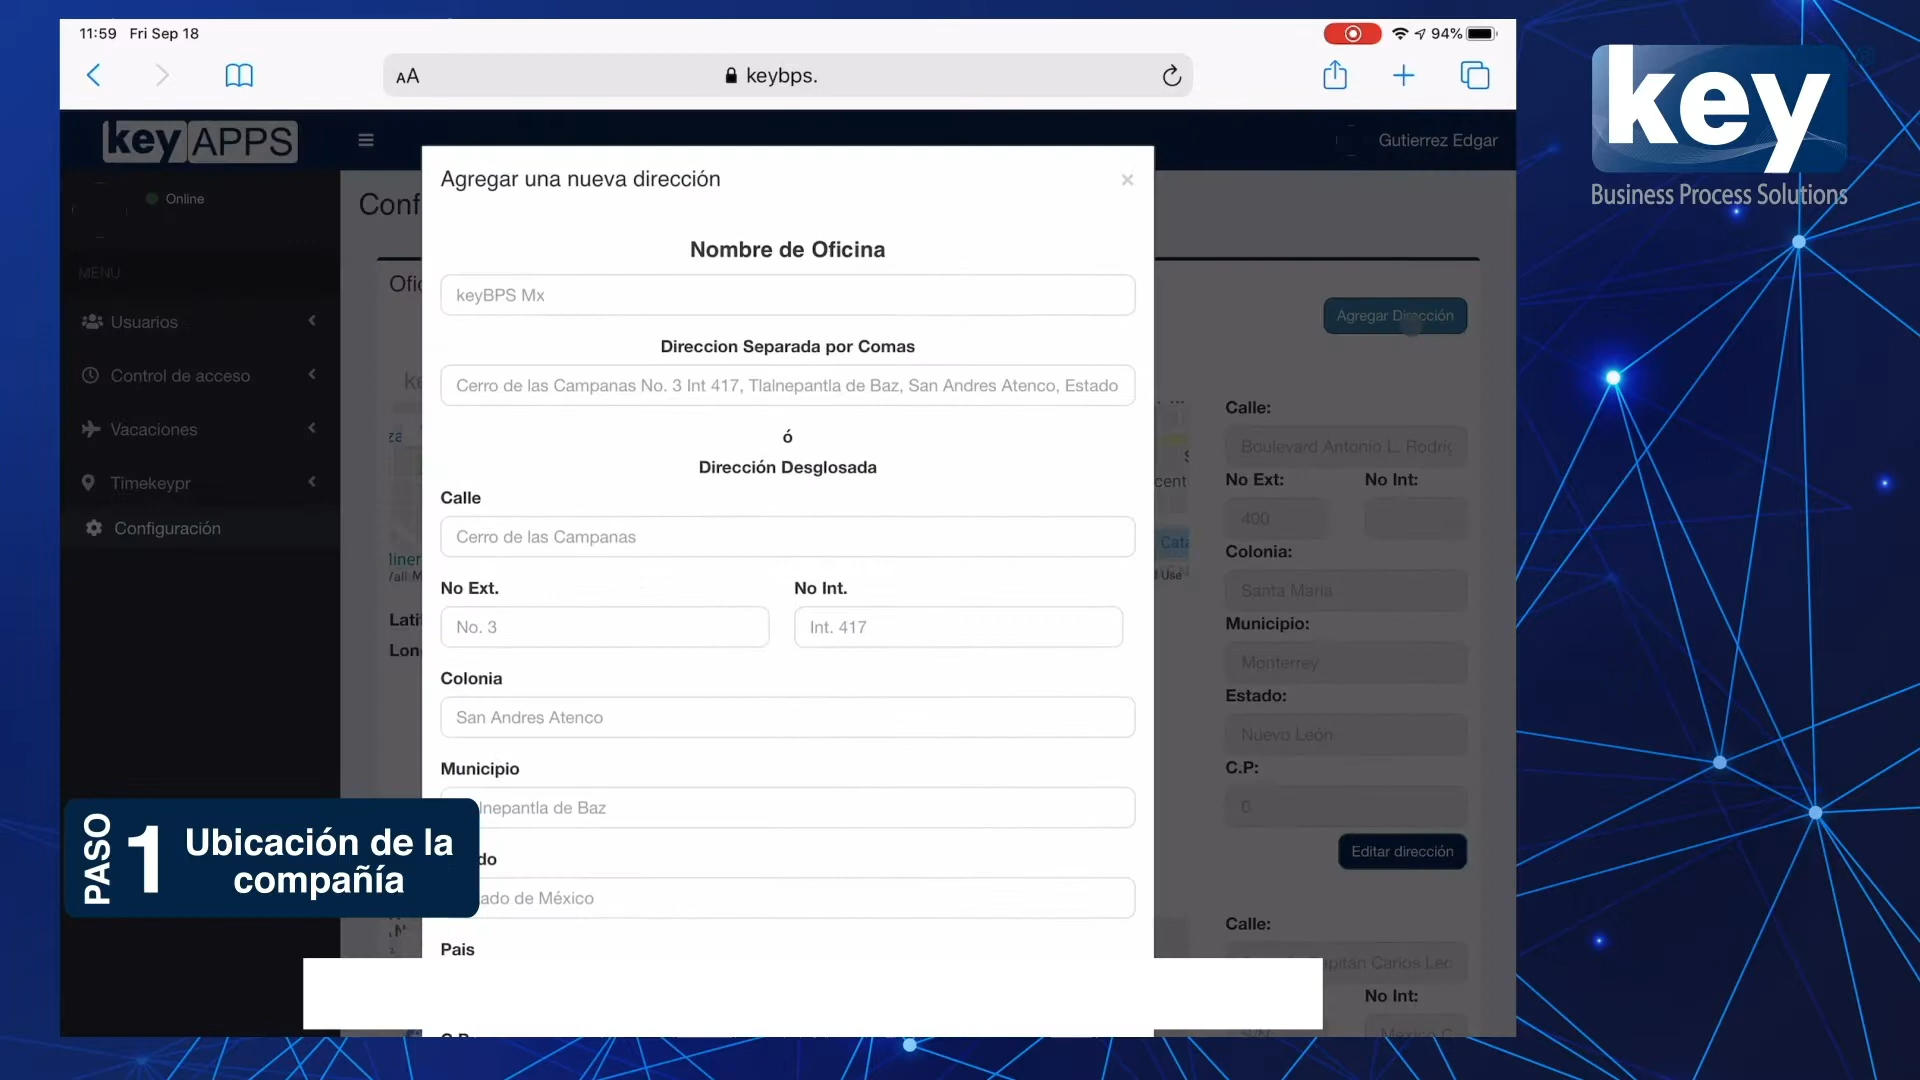 11:59 Fri Sep 18
94%
AA
keybps.
key APPS
Gutierrez Edgar
Online
MENU
Usuarios
Control de acceso
Vacaciones
Timekeypr
Configuración
Conf
Ofi
Agregar Dirección
Agregar una nueva dirección
×
Nombre de Oficina
keyBPS Mx
Direccion Separada por Comas
Cerro de las Campanas No. 3 Int 417, Tlalnepantla de Baz, San Andres Atenco, Estado
ó
Dirección Desglosada
Calle
Cerro de las Campanas
No Ext.
No Int.
No. 3
Int. 417
Colonia
San Andres Atenco
Municipio
lnepantla de Baz
do
ado de México
Pais
Lati
Lon
Calle:
Boulevard Antonio L. Rodrig
No Ext:
No Int:
400
Colonia:
Santa Maria
Municipio:
Monterrey
Estado:
Nuevo León
C.P:
0
Editar dirección
Calle:
No Int:
PASO
1
Ubicación de la
compañía
key
Business Process Solutions